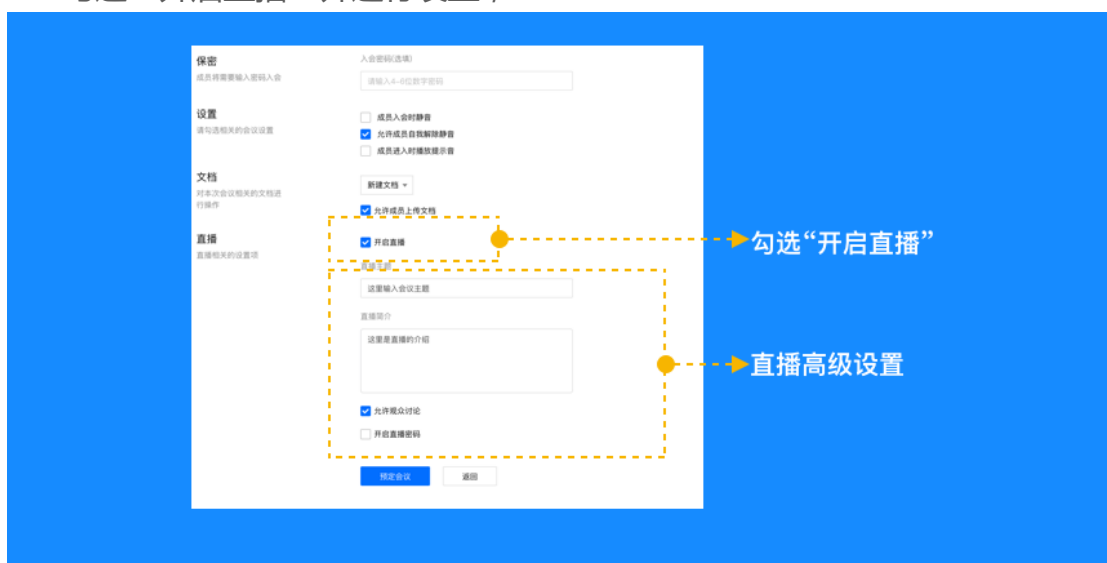 保密
成员将需要输入密码入会
入会密码(选填)
请输入4-6位数字密码
设置
请勾选相关的会议设置
成员入会时静音
允许成员自我解除静音
成员进入时播放提示音
文档
对本次会议相关的文档进
行操作
新建文档
允许成员上传文档
直播
直播相关的设置项
开启直播
勾选“开启直播”
直播主题
这里输入会议主题
直播简介
这里是直播的介绍
直播高级设置
允许观众讨论
开启直播密码
预定会议
返回